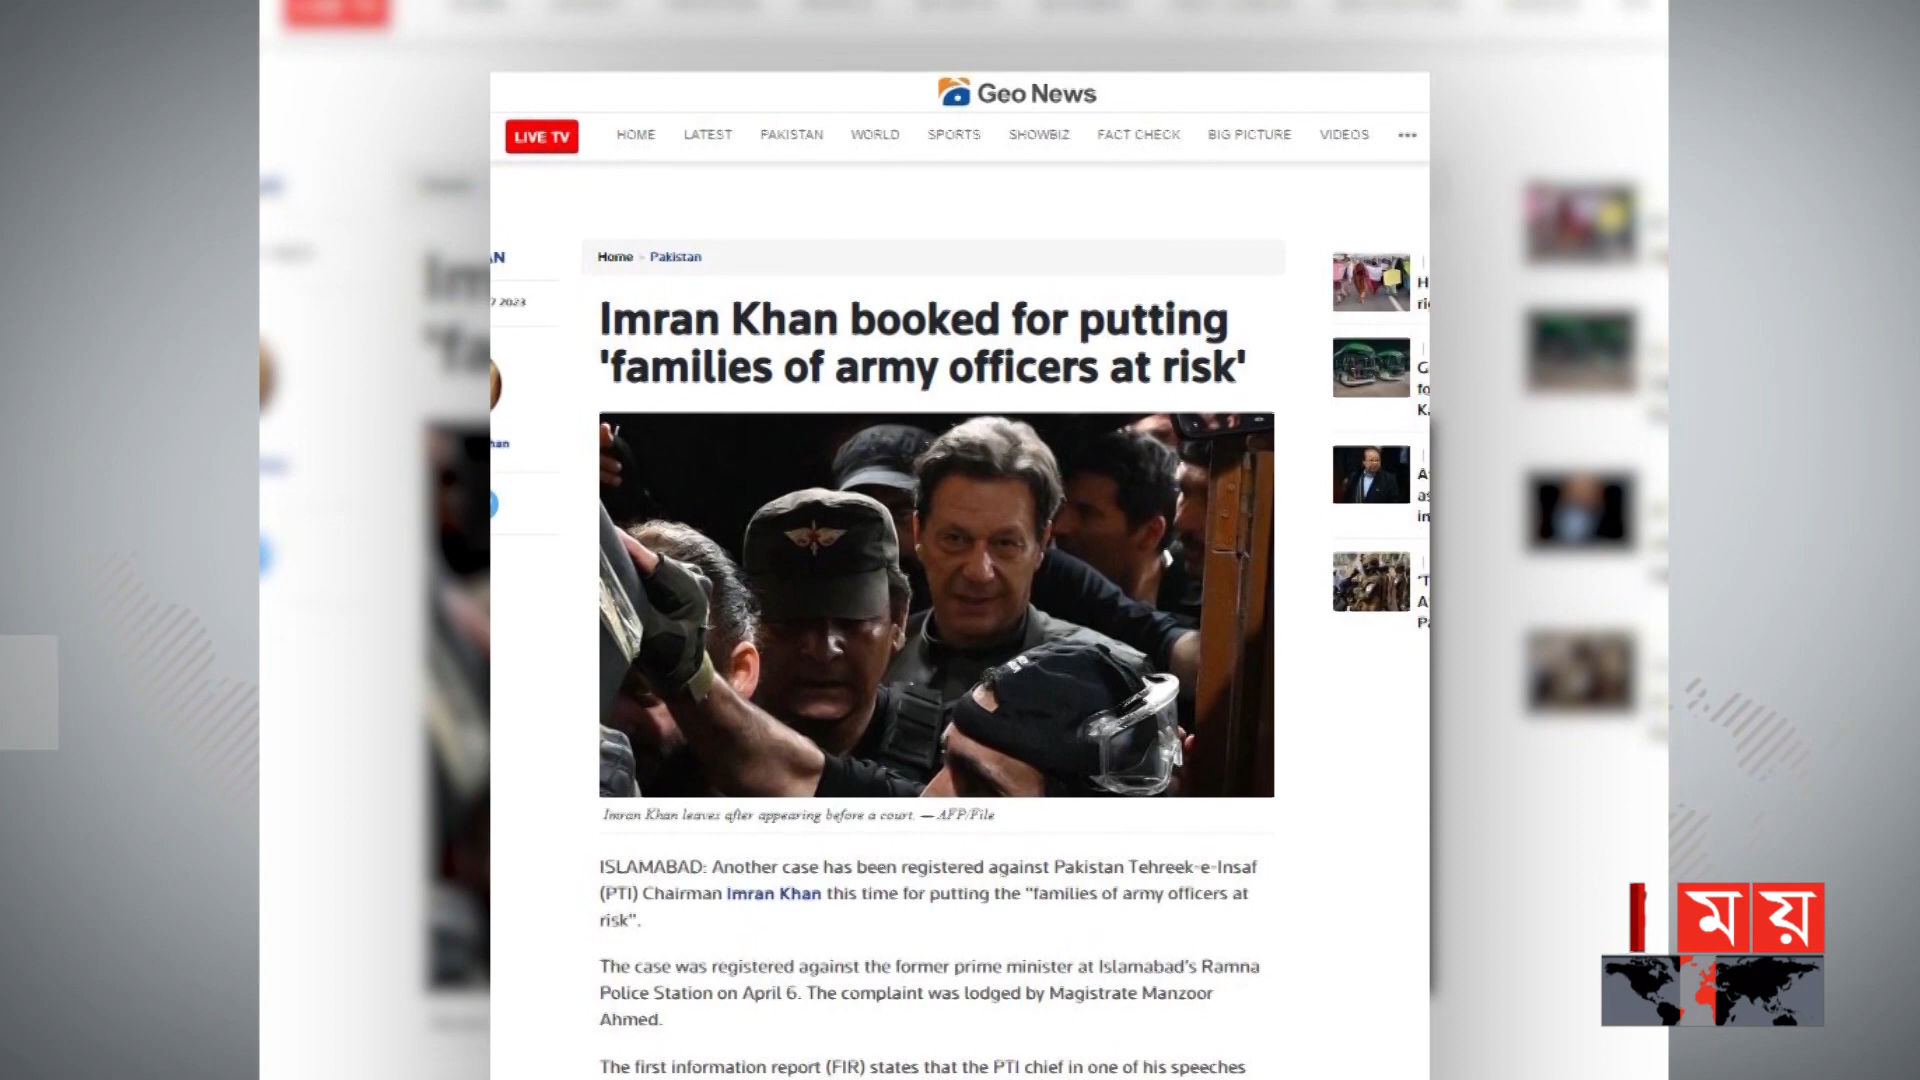 Geo News
LIVE TV
HOME LATEST PAKISTAN WORLD SPORTS SHOWBIZ FACT CHECK BIG PICTURE VIDEOS •••
Home Pakistan
2023
Imran Khan booked for putting
'families of army officers at risk'
Imran Khan leaves after appearing before a court. — AFP/File
ISLAMABAD: Another case has been registered against Pakistan Tehreek-e-Insaf
(PTI) Chairman Imran Khan this time for putting the "families of army officers at
risk".
The case was registered against the former prime minister at Islamabad's Ramna
Police Station on April 6. The complaint was lodged by Magistrate Manzoor
Ahmed.
The first information report (FIR) states that the PTI chief in one of his speeches
ময়